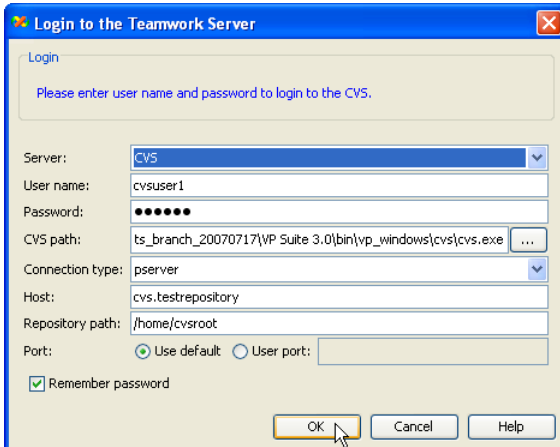 Login to the Teamwork Server
Login
Please enter user name and password to login to the CVS.
Server: CVS
User name: cvsuser1
Password: ●●●●●●
CVS path: ts_branch_20070717\VP Suite 3.0\bin\vp_windows\cvs\cvs.exe ...
Connection type: pserver
Host: cvs.testrepository
Repository path: /home/cvsroot
Port: Use default User port:
Remember password
OK Cancel Help